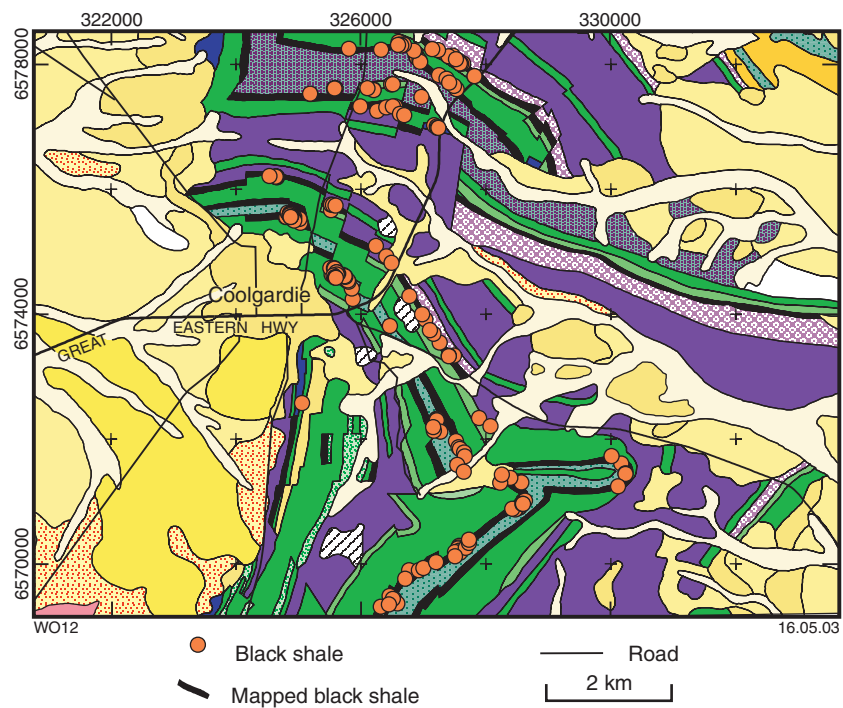 322000 326000 330000
6578000
6574000
6570000
Coolgardie
GREAT EASTERN HWY
WO12 16.05.03
Black shale Road
Mapped black shale 2 km